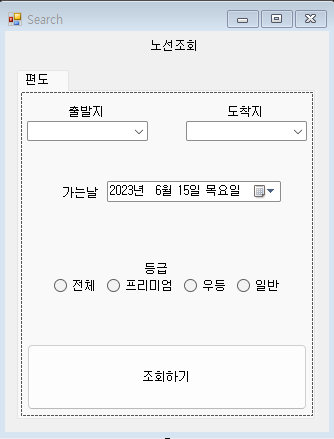 Search
노선조회
편도
출발지 도착지
가는날 2023년 6월 15일 목요일
등급
전체 프리미엄 우등 일반
조회하기